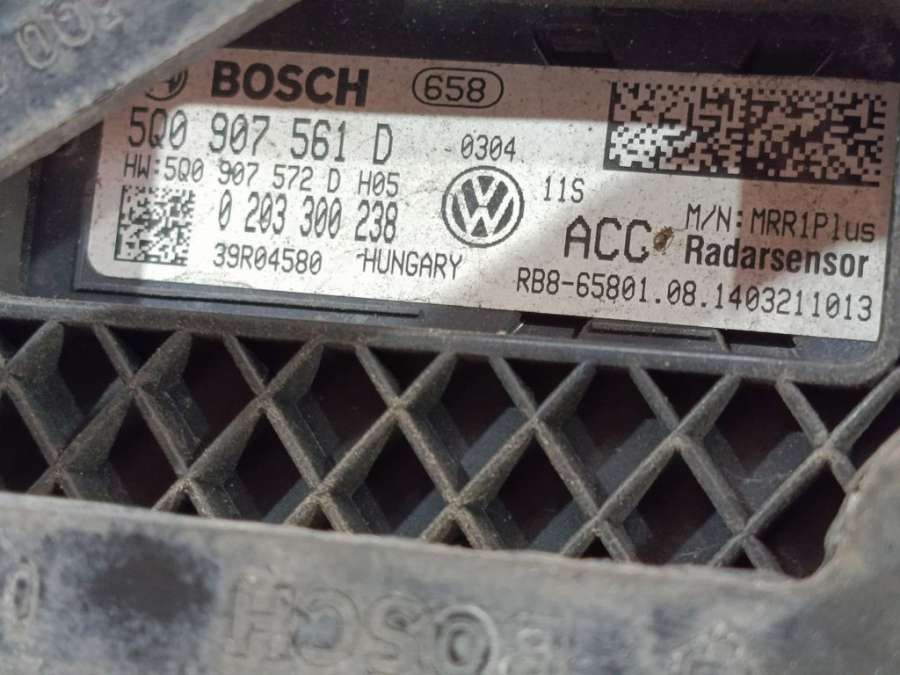 BOSCH 658
5Q0 907 561 D 0304
HW:5Q0 907 572 D H05 11S
0 203 300 238 ACC M/N:MRR1Plus
Radarsensor
39R04580 HUNGARY RB8-65801.08.1403211013
BOSCH